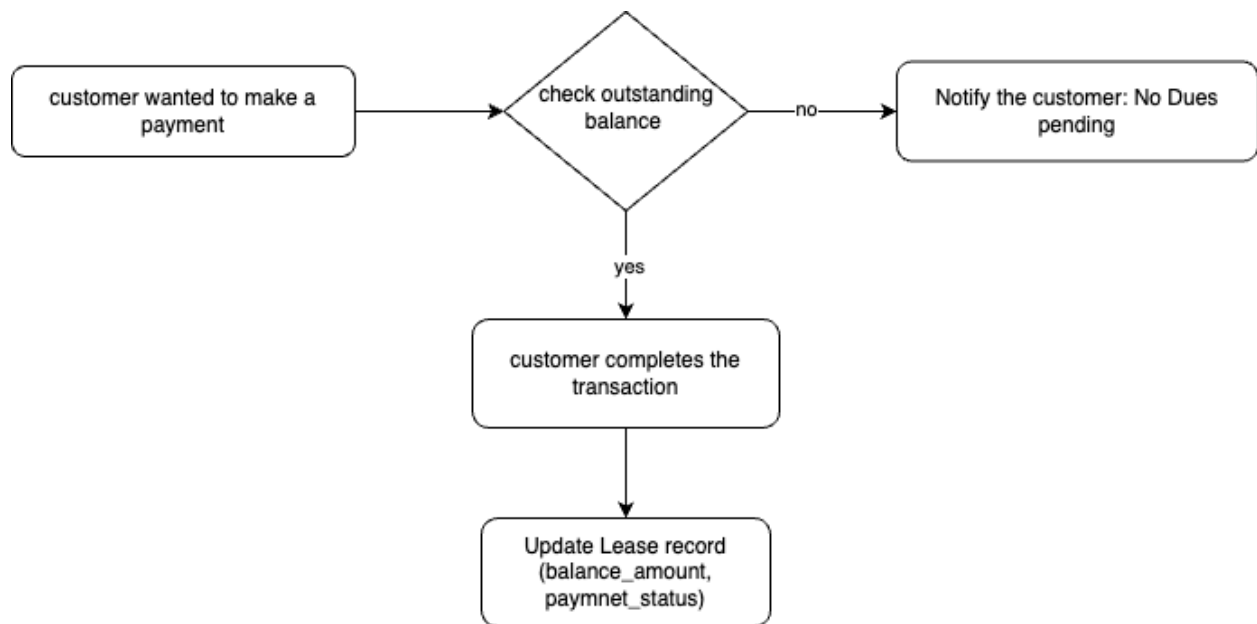 customer wanted to make a
payment
check outstanding
balance
no
Notify the customer: No Dues
pending
yes
customer completes the
transaction
Update Lease record
(balance_amount,
paymnet_status)